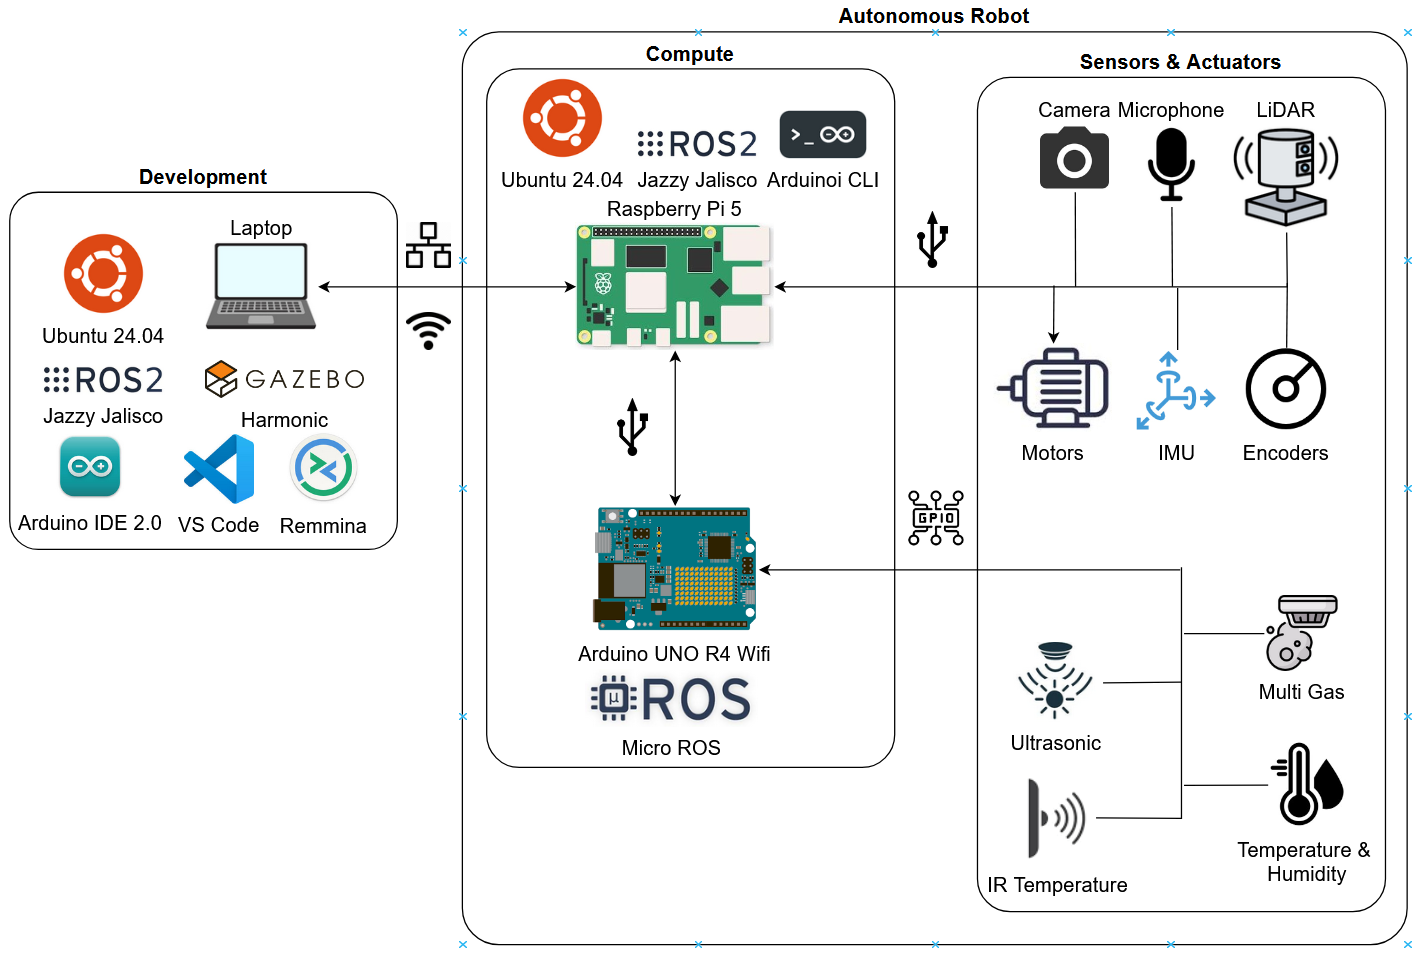 Autonomous Robot
Compute
Sensors & Actuators
Camera
Microphone
LiDAR
>_
ROS2
Ubuntu 24.04
Jazzy Jalisco
Arduinoi CLI
Raspberry Pi 5
Development
Laptop
Ubuntu 24.04
ROS2
GAZEBO
Jazzy Jalisco
Harmonic
Arduino IDE 2.0
VS Code
Remmina
Motors
IMU
Encoders
GPIO
Arduino UNO R4 Wifi
µ
ROS
Micro ROS
Multi Gas
Ultrasonic
IR Temperature
Temperature &
Humidity